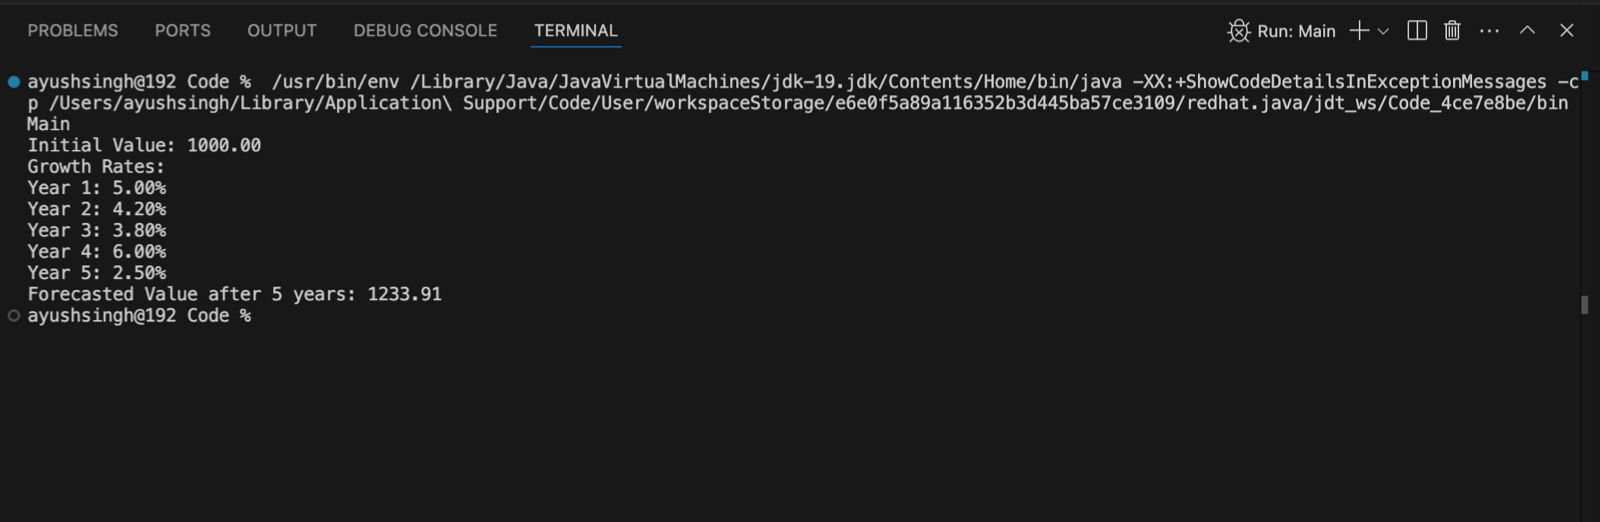 PROBLEMS PORTS OUTPUT DEBUG CONSOLE TERMINAL Run: Main
ayushsingh@192 Code %  /usr/bin/env /Library/Java/JavaVirtualMachines/jdk-19.jdk/Contents/Home/bin/java -XX:+ShowCodeDetailsInExceptionMessages -c
p /Users/ayushsingh/Library/Application\ Support/Code/User/workspaceStorage/e6e0f5a89a116352b3d445ba57ce3109/redhat.java/jdt_ws/Code_4ce7e8be/bin
Main
Initial Value: 1000.00
Growth Rates:
Year 1: 5.00%
Year 2: 4.20%
Year 3: 3.80%
Year 4: 6.00%
Year 5: 2.50%
Forecasted Value after 5 years: 1233.91
ayushsingh@192 Code %